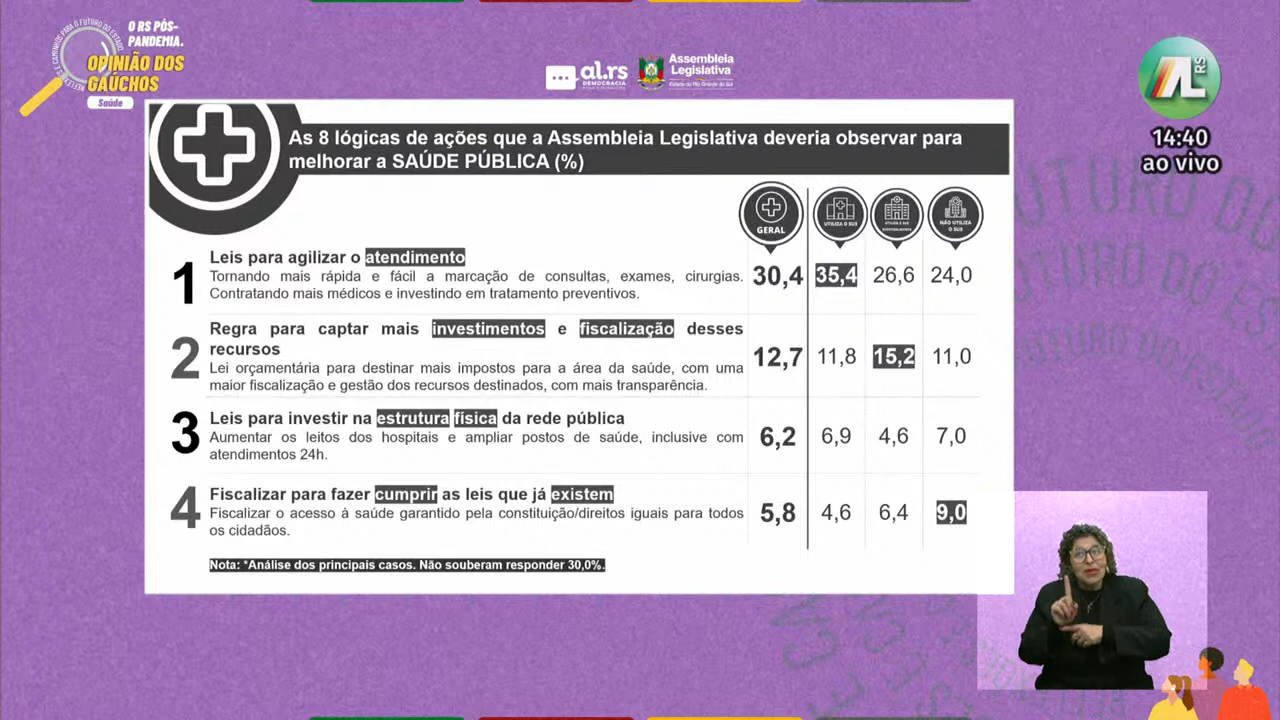 O RS PÓS-
PANDEMIA.
OPINIÃO DOS
GAÚCHOS
Saúde
al.rs
DEMOCRACIA
Assembleia
Legislativa
Estado do Rio Grande do Sul
AL RS
14:40
ao vivo
As 8 lógicas de ações que a Assembleia Legislativa deveria observar para
melhorar a SAÚDE PÚBLICA (%)
GERAL
UTILIZA O SUS
NÃO UTILIZA
O SUS
1
Leis para agilizar o atendimento
Tornando mais rápida e fácil a marcação de consultas, exames, cirurgias.
Contratando mais médicos e investindo em tratamento preventivos.
30,4 35,4 26,6 24,0
2
Regra para captar mais investimentos e fiscalização desses
recursos
Lei orçamentária para destinar mais impostos para a área da saúde, com uma
maior fiscalização e gestão dos recursos destinados, com mais transparência.
12,7 11,8 15,2 11,0
3
Leis para investir na estrutura física da rede pública
Aumentar os leitos dos hospitais e ampliar postos de saúde, inclusive com
atendimentos 24h.
6,2 6,9 4,6 7,0
4
Fiscalizar para fazer cumprir as leis que já existem
Fiscalizar o acesso à saúde garantido pela constituição/direitos iguais para todos
os cidadãos.
5,8 4,6 6,4 9,0
Nota: *Análise dos principais casos. Não souberam responder 30,0%.